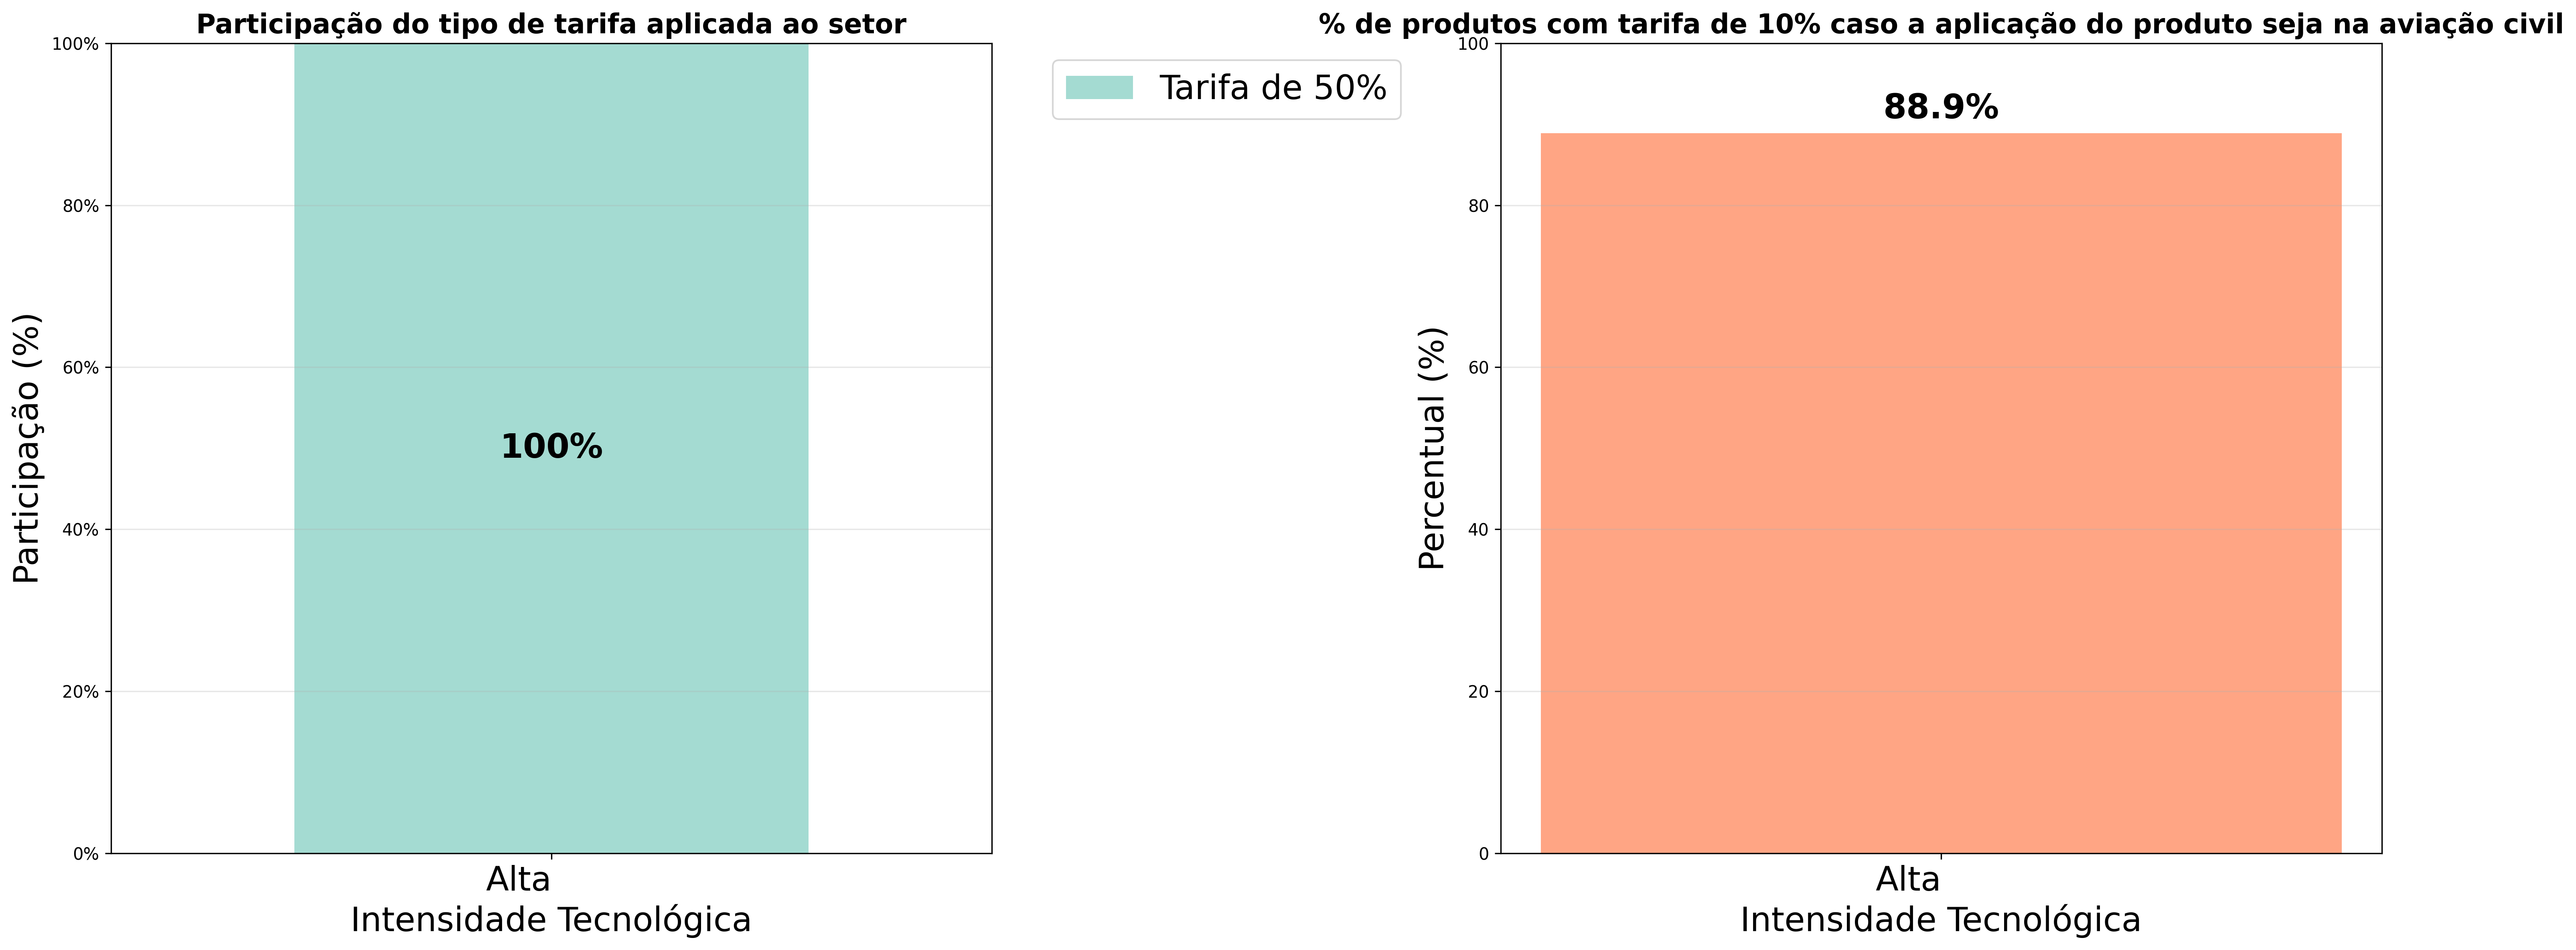 Participação do tipo de tarifa aplicada ao setor
Participação (%)
100%
80%
60%
40%
20%
0%
100%
Alta
Intensidade Tecnológica
Tarifa de 50%
% de produtos com tarifa de 10% caso a aplicação do produto seja na aviação civil
Percentual (%)
100
80
60
40
20
0
88.9%
Alta
Intensidade Tecnológica